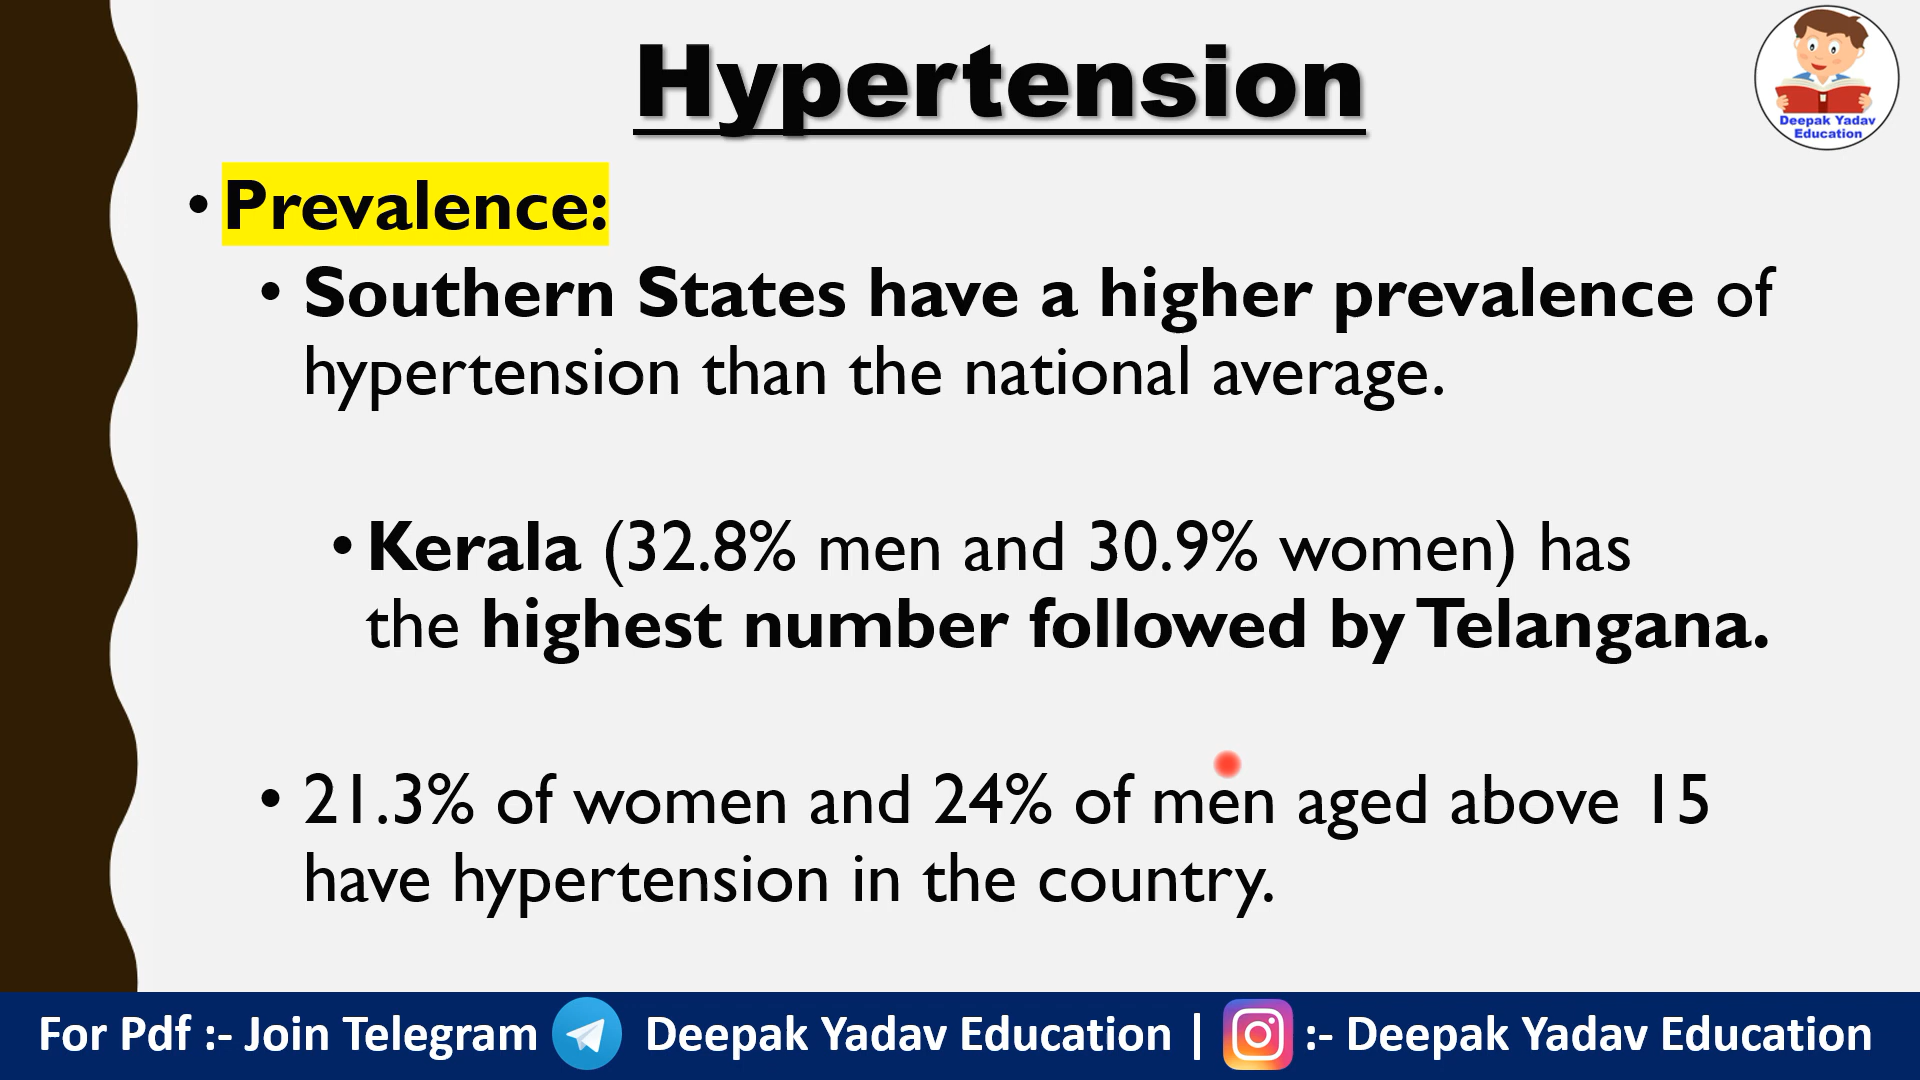 Hypertension
Deepak Yadav
Education
• Prevalence:
• Southern States have a higher prevalence of
hypertension than the national average.
• Kerala (32.8% men and 30.9% women) has
the highest number followed by Telangana.
• 21.3% of women and 24% of men aged above 15
have hypertension in the country.
For Pdf :- Join Telegram Deepak Yadav Education | :- Deepak Yadav Education